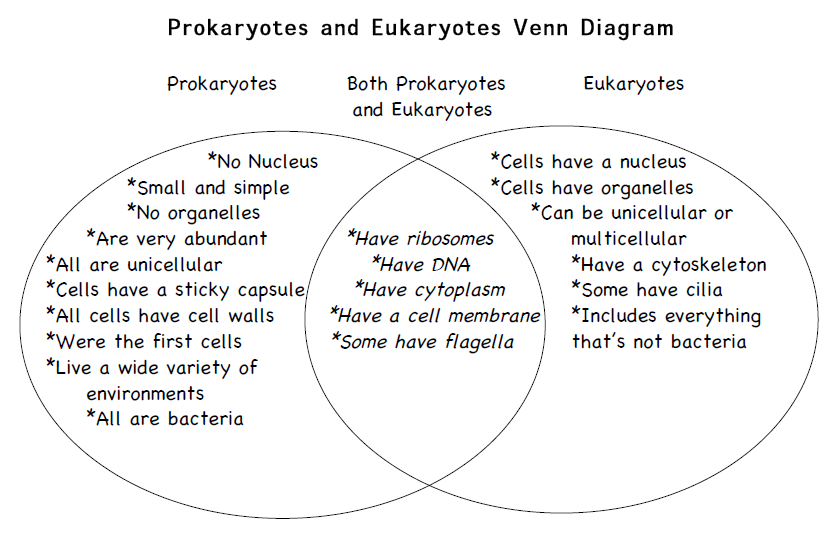 Prokaryotes and Eukaryotes Venn Diagram
Prokaryotes
Both Prokaryotes
and Eukaryotes
Eukaryotes
*No Nucleus
*Small and simple
*No organelles
*Are very abundant
*All are unicellular
*Cells have a sticky capsule
*All cells have cell walls
*Were the first cells
*Live a wide variety of
environments
*All are bacteria
*Have ribosomes
*Have DNA
*Have cytoplasm
*Have a cell membrane
*Some have flagella
*Cells have a nucleus
*Cells have organelles
*Can be unicellular or
multicellular
*Have a cytoskeleton
*Some have cilia
*Includes everything
that's not bacteria